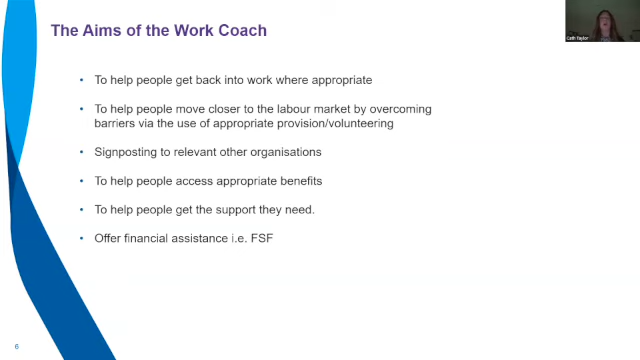 The Aims of the Work Coach
• To help people get back into work where appropriate
• To help people move closer to the labour market by overcoming
barriers via the use of appropriate provision/volunteering
• Signposting to relevant other organisations
• To help people access appropriate benefits
• To help people get the support they need.
• Offer financial assistance i.e. FSF
6
Cath Taylor